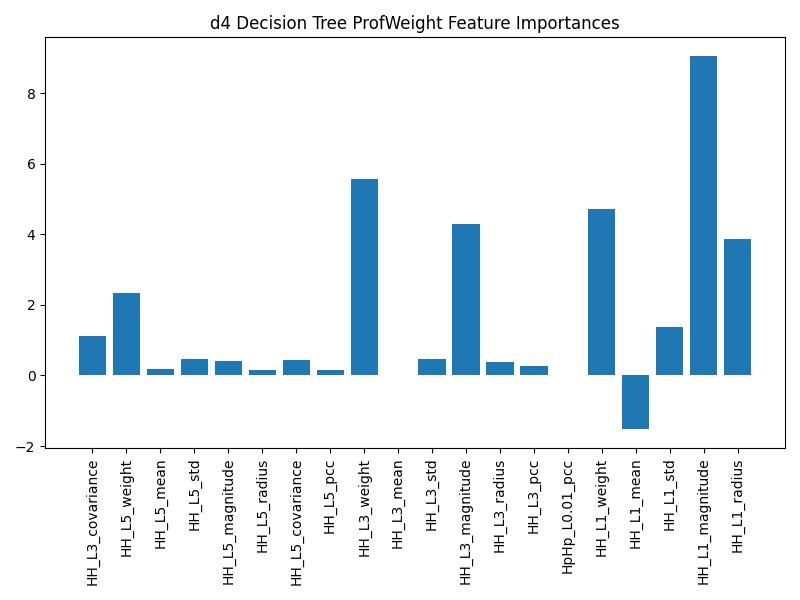 d4 Decision Tree ProfWeight Feature Importances
8
6
4
2
0
−2
HH_L3_covariance
HH_L5_weight
HH_L5_mean
HH_L5_std
HH_L5_magnitude
HH_L5_radius
HH_L5_covariance
HH_L5_pcc
HH_L3_weight
HH_L3_mean
HH_L3_std
HH_L3_magnitude
HH_L3_radius
HH_L3_pcc
HpHp_L0.01_pcc
HH_L1_weight
HH_L1_mean
HH_L1_std
HH_L1_magnitude
HH_L1_radius